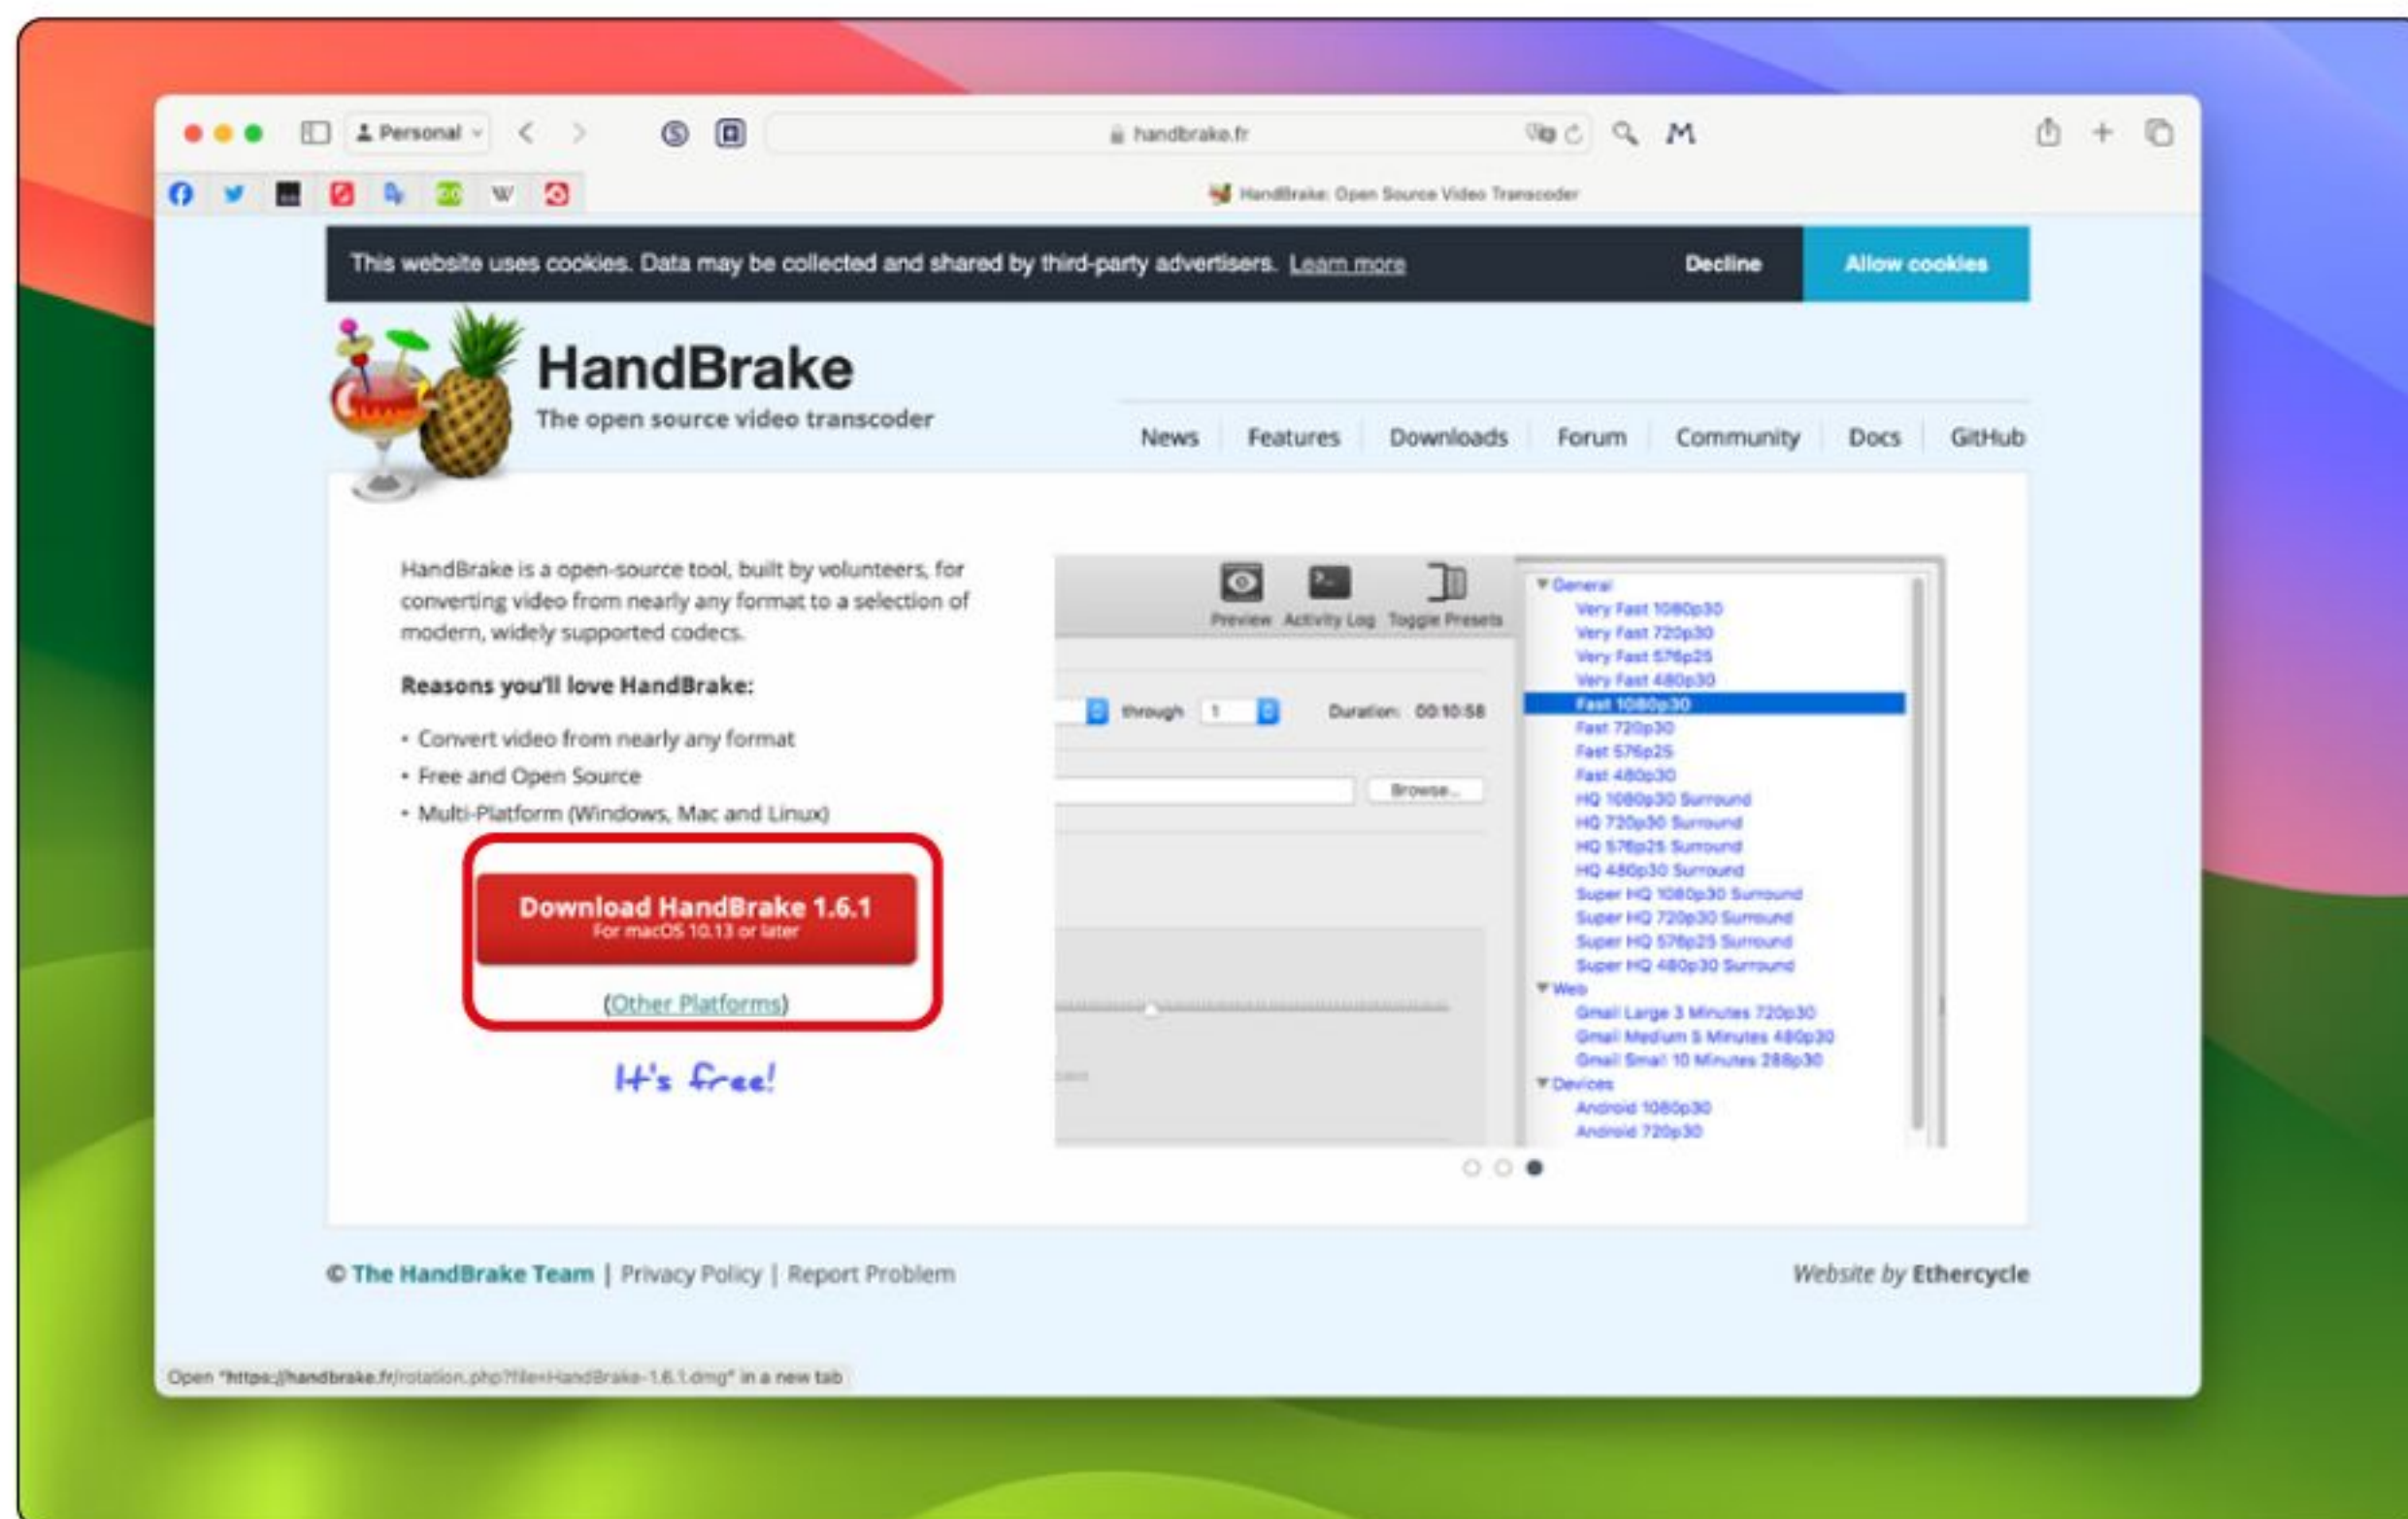 Personal
handbrake.fr
HandBrake: Open Source Video Transcoder
This website uses cookies. Data may be collected and shared by third-party advertisers. Learn more
Decline
Allow cookies
HandBrake
The open source video transcoder
News
Features
Downloads
Forum
Community
Docs
GitHub
HandBrake is a open-source tool, built by volunteers, for
converting video from nearly any format to a selection of
modern, widely supported codecs.
Reasons you'll love HandBrake:
• Convert video from nearly any format
• Free and Open Source
• Multi-Platform (Windows, Mac and Linux)
Download HandBrake 1.6.1
For macOS 10.13 or later
(Other Platforms)
It's free!
Preview
Activity Log
Toggle Presets
through
1
Duration: 00:10:58
Browse...
General
Very Fast 1080p30
Very Fast 720p30
Very Fast 576p25
Very Fast 480p30
Fast 1080p30
Fast 720p30
Fast 576p25
Fast 480p30
HQ 1080p30 Surround
HQ 720p30 Surround
HQ 576p25 Surround
HQ 480p30 Surround
Super HQ 1080p30 Surround
Super HQ 720p30 Surround
Super HQ 576p25 Surround
Super HQ 480p30 Surround
Web
Gmail Large 3 Minutes 720p30
Gmail Medium 5 Minutes 480p30
Gmail Small 10 Minutes 288p30
Devices
Android 1080p30
Android 720p30
© The HandBrake Team | Privacy Policy | Report Problem
Website by Ethercycle
Open "https://handbrake.fr/rotation.php?file=HandBrake-1.6.1.dmg" in a new tab